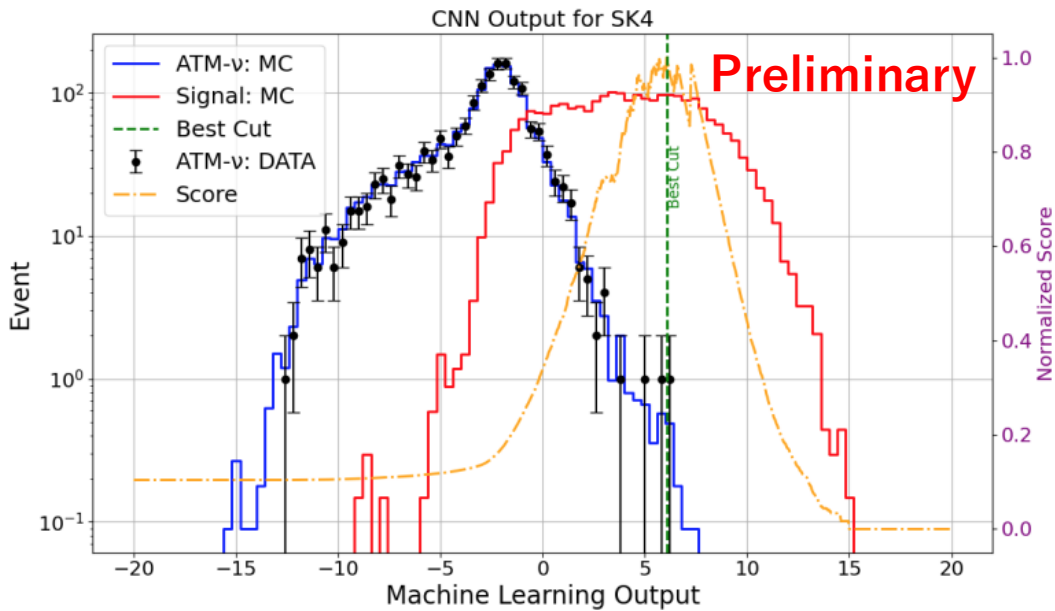 CNN Output for SK4
ATM-ν: MC
Signal: MC
Best Cut
ATM-ν: DATA
Score
Preliminary
Best Cut
Event
10²
10¹
10⁰
10⁻¹
1.0
0.8
0.6
0.4
0.2
0.0
Normalized Score
−20 −15 −10 −5 0 5 10 15 20
Machine Learning Output